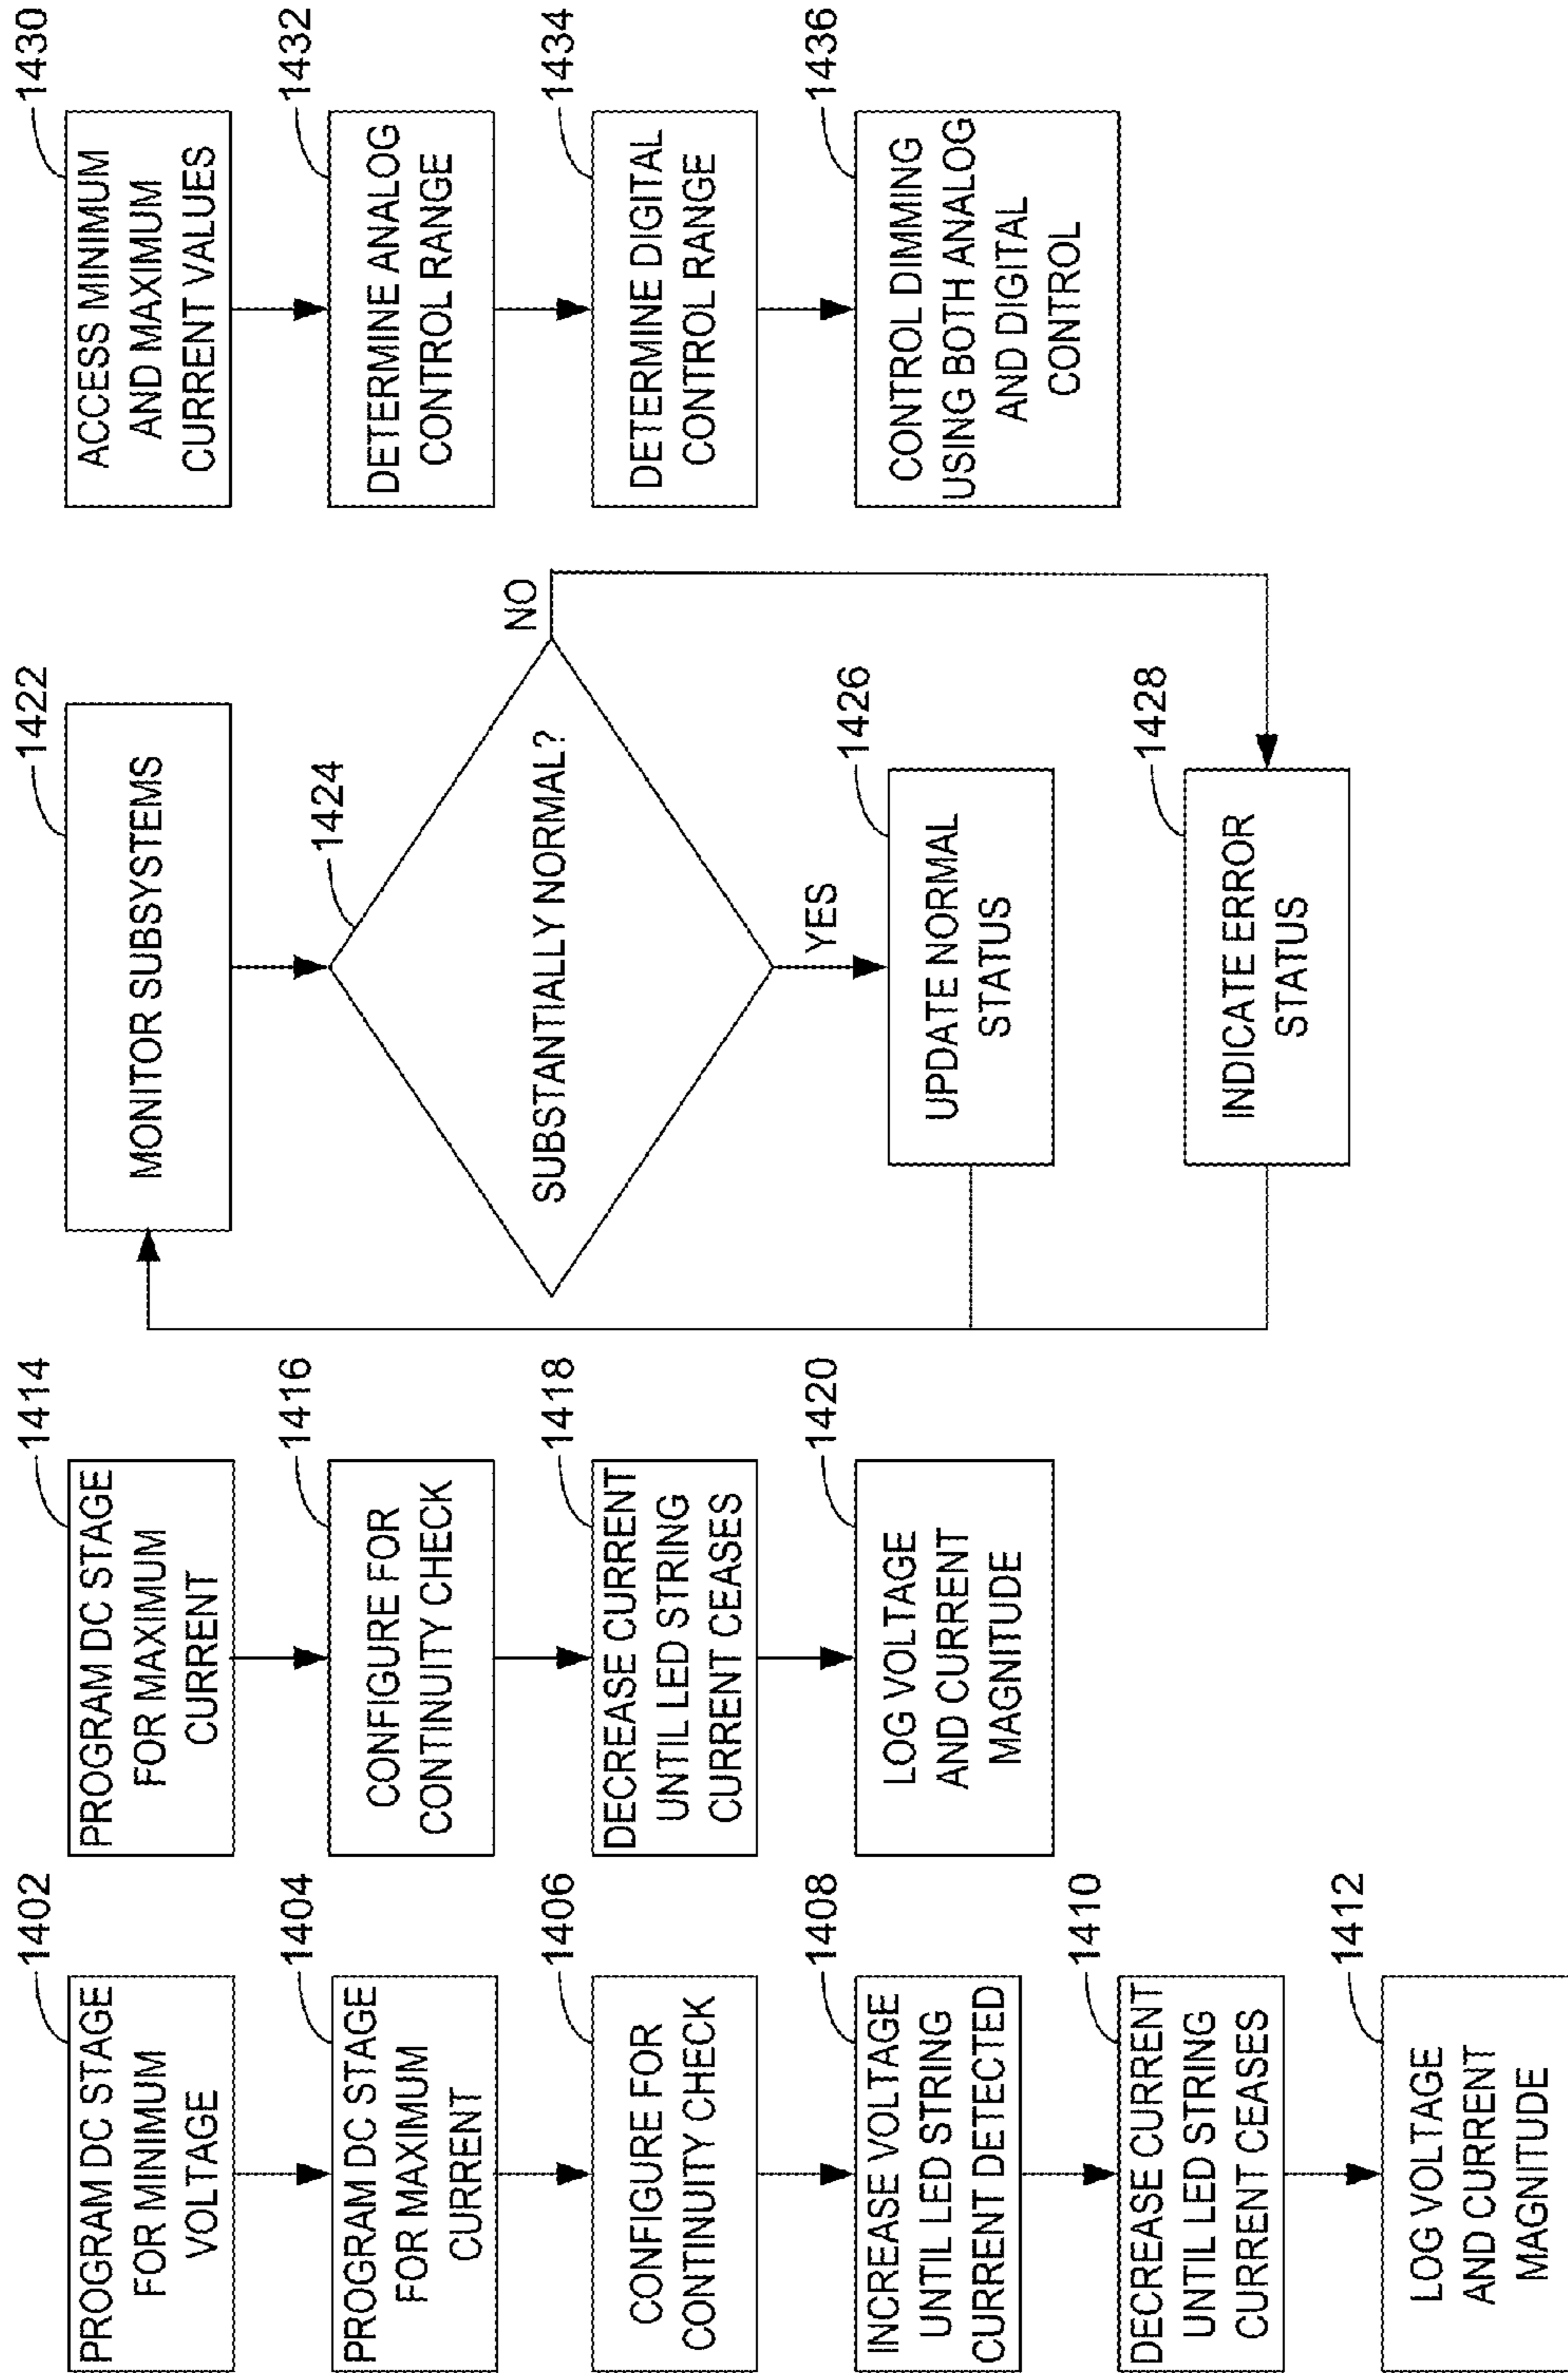 1402
PROGRAM DC STAGE
FOR MINIMUM
VOLTAGE
1404
PROGRAM DC STAGE
FOR MAXIMUM
CURRENT
1406
CONFIGURE FOR
CONTINUITY CHECK
1408
INCREASE VOLTAGE
UNTIL LED STRING
CURRENT DETECTED
1410
DECREASE CURRENT
UNTIL LED STRING
CURRENT CEASES
1412
LOG VOLTAGE
AND CURRENT
MAGNITUDE
1414
PROGRAM DC STAGE
FOR MAXIMUM
CURRENT
1416
CONFIGURE FOR
CONTINUITY CHECK
1418
DECREASE CURRENT
UNTIL LED STRING
CURRENT CEASES
1420
LOG VOLTAGE
AND CURRENT
MAGNITUDE
1422
MONITOR SUBSYSTEMS
1424
SUBSTANTIALLY NORMAL?
NO
YES
1426
UPDATE NORMAL
STATUS
1428
INDICATE ERROR
STATUS
1430
ACCESS MINIMUM
AND MAXIMUM
CURRENT VALUES
1432
DETERMINE ANALOG
CONTROL RANGE
1434
DETERMINE DIGITAL
CONTROL RANGE
1436
CONTROL DIMMING
USING BOTH ANALOG
AND DIGITAL
CONTROL